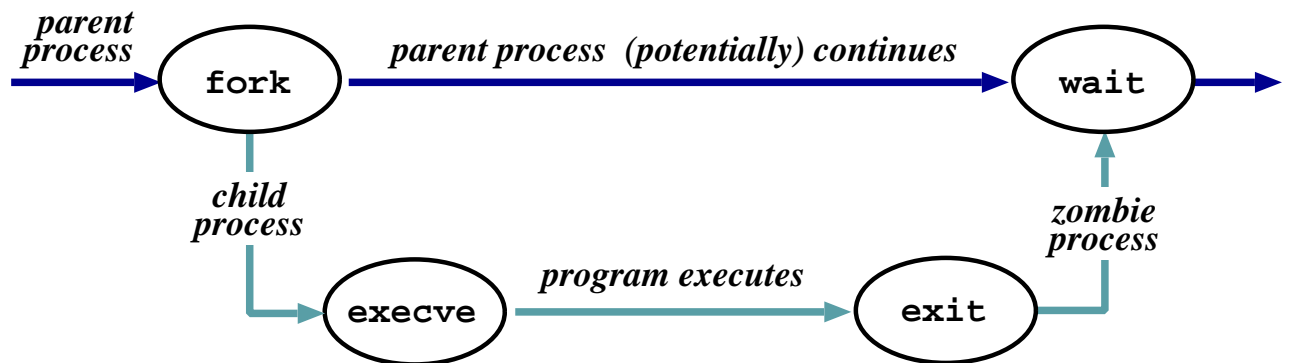 parent
process
fork
parent process (potentially) continues
wait
child
process
zombie
process
execve
program executes
exit